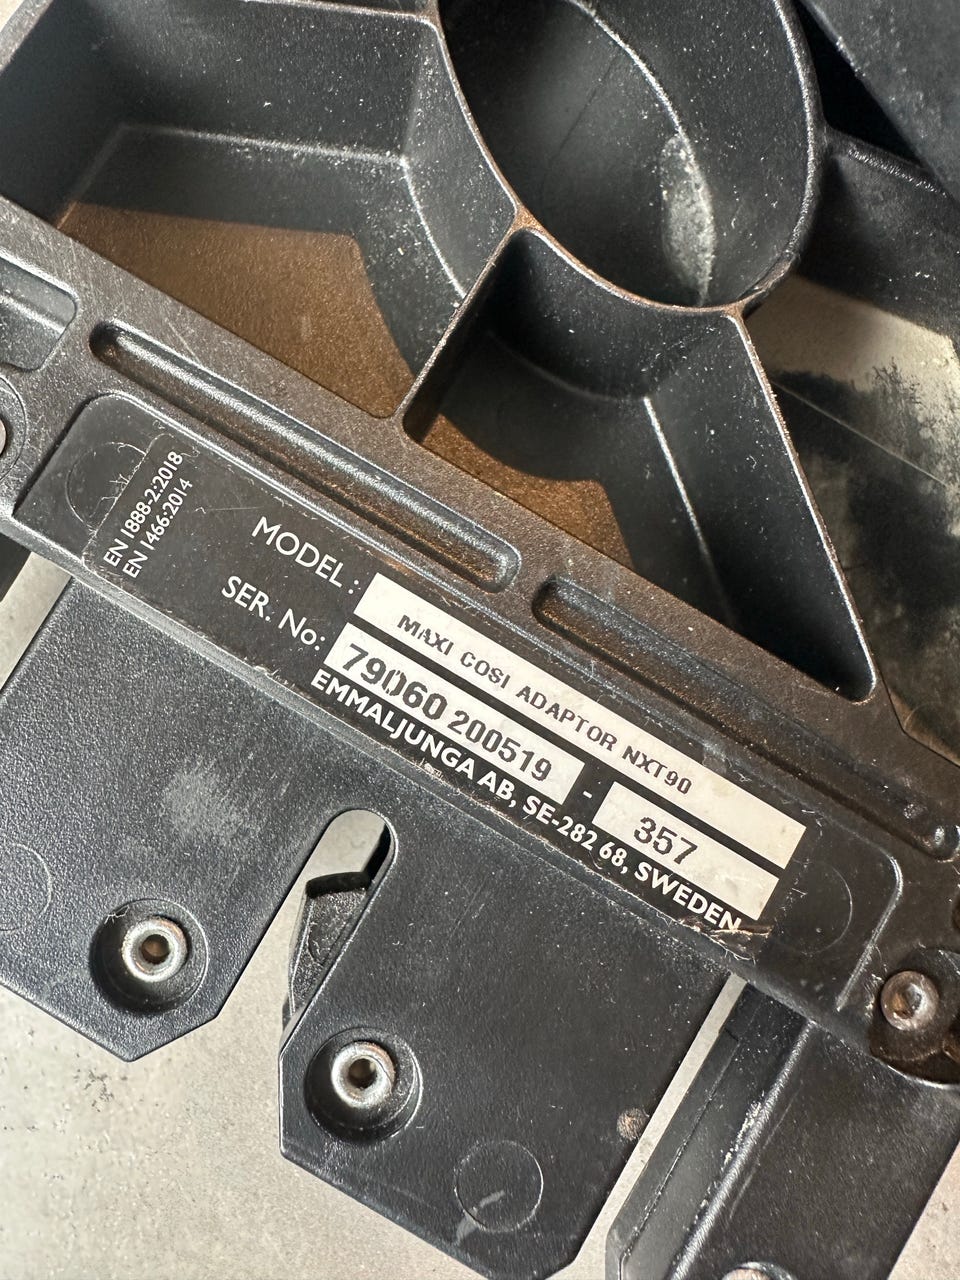 EN 1888-2:2018
EN 1466:2014
MODEL: MAXI COSI ADAPTOR NXT90
SER. No: 79060 200519 - 357
EMMALJUNGA AB, SE-282 68, SWEDEN